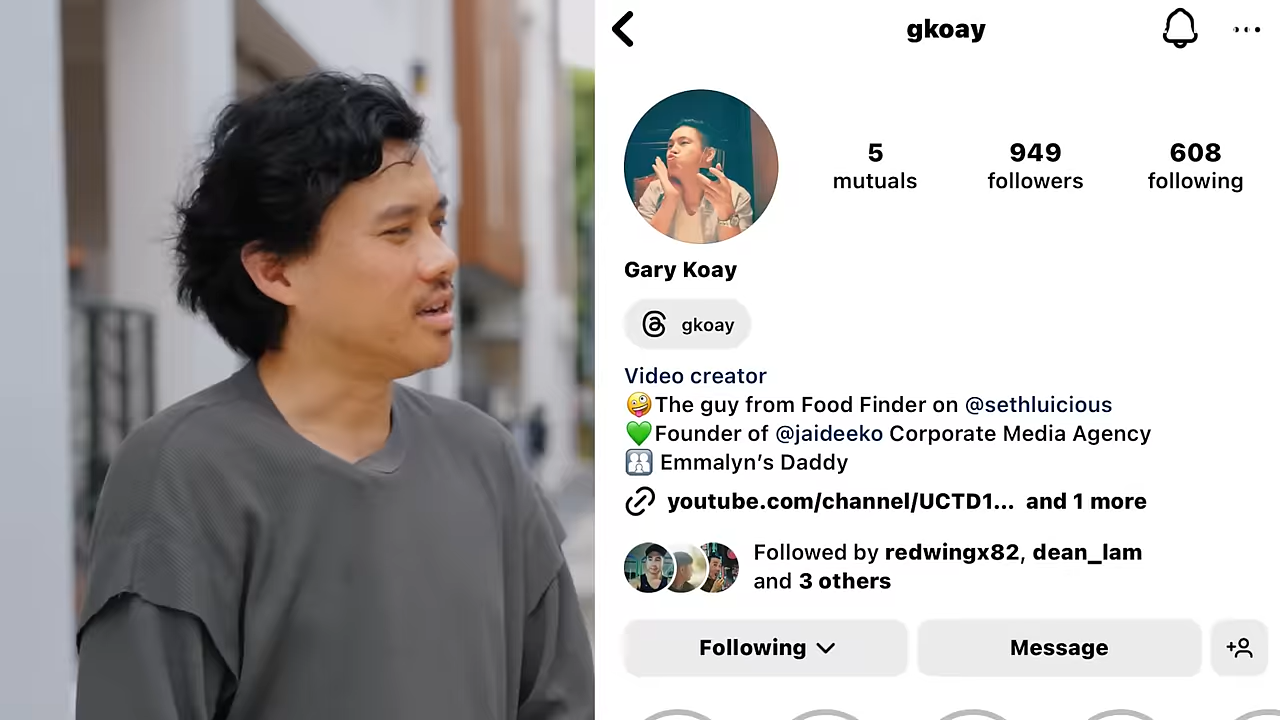 gkoay
5 949 608
mutuals followers following
Gary Koay
gkoay
Video creator
🤪The guy from Food Finder on @sethluicious
💚Founder of @jaideeko Corporate Media Agency
🚻 Emmalyn’s Daddy
youtube.com/channel/UCTD1... and 1 more
Followed by redwingx82, dean_lam
and 3 others
Following Message